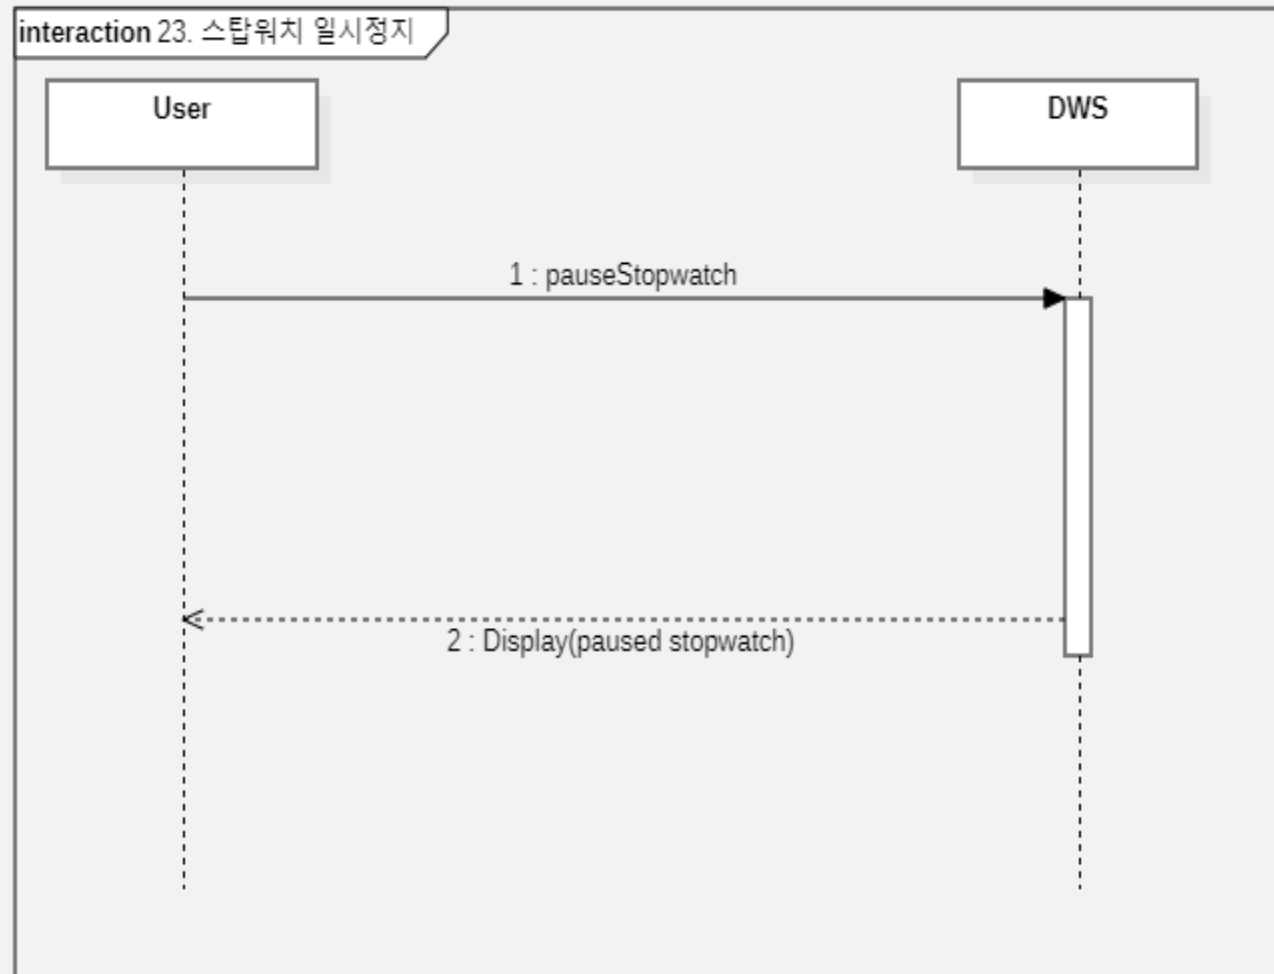 interaction 23. 스탑워치 일시정지
User
DWS
1 : pauseStopwatch
2 : Display(paused stopwatch)